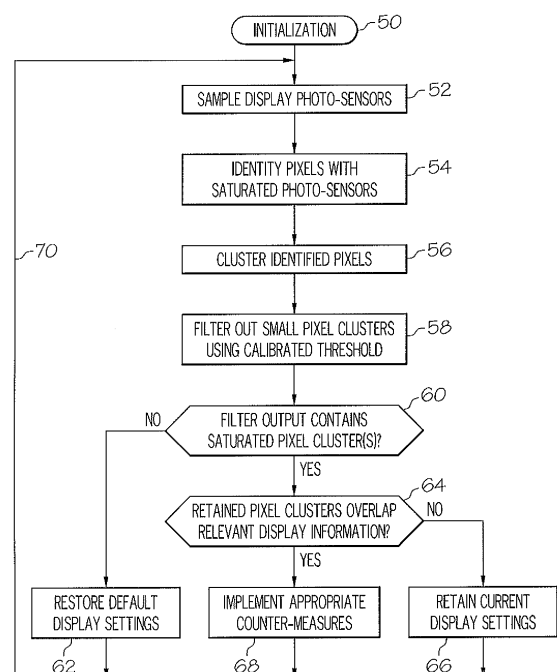 INITIALIZATION
50
SAMPLE DISPLAY PHOTO-SENSORS
52
IDENTITY PIXELS WITH
SATURATED PHOTO-SENSORS
54
70
CLUSTER IDENTIFIED PIXELS
56
FILTER OUT SMALL PIXEL CLUSTERS
USING CALIBRATED THRESHOLD
58
60
NO
FILTER OUTPUT CONTAINS
SATURATED PIXEL CLUSTER(S)?
YES
64
RETAINED PIXEL CLUSTERS OVERLAP
RELEVANT DISPLAY INFORMATION?
NO
YES
RESTORE DEFAULT
DISPLAY SETTINGS
62
IMPLEMENT APPROPRIATE
COUNTER-MEASURES
68
RETAIN CURRENT
DISPLAY SETTINGS
66